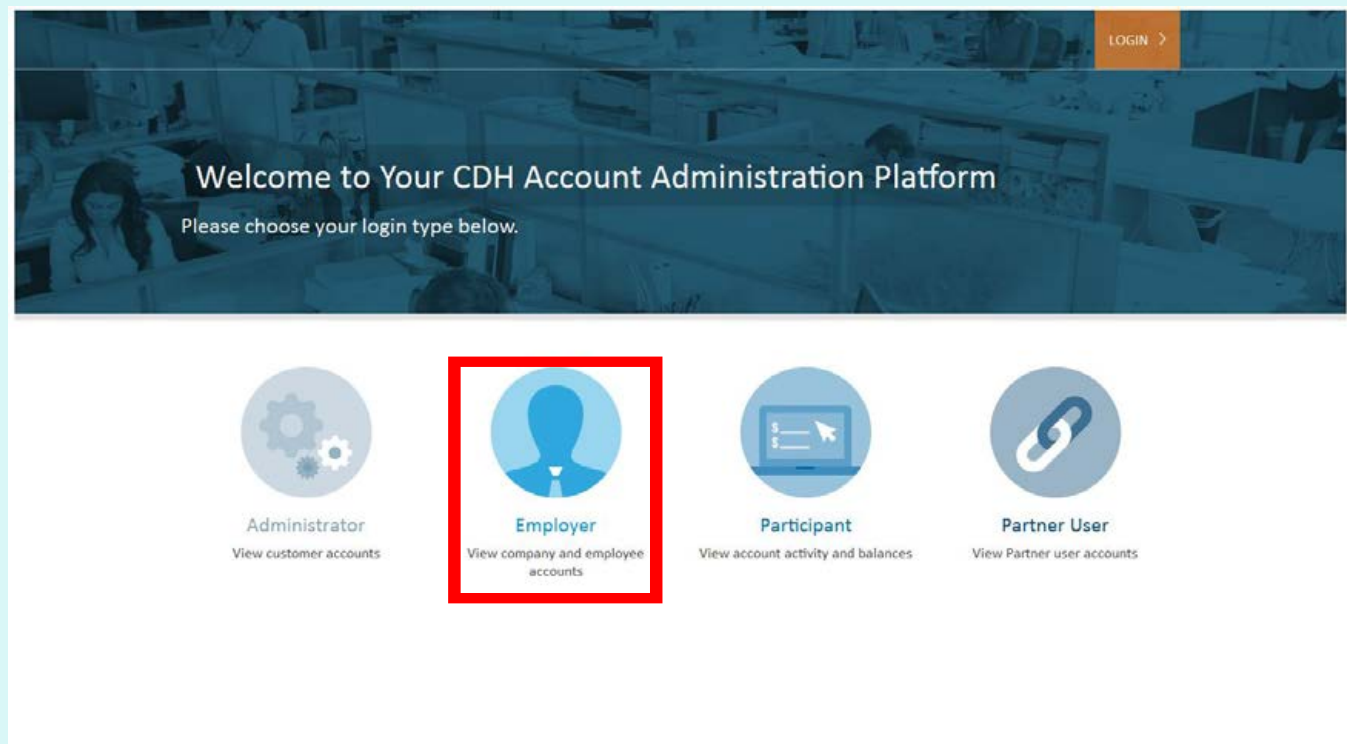 LOGIN >
Welcome to Your CDH Account Administration Platform
Please choose your login type below.
$
$
Administrator
View customer accounts
Employer
View company and employee
accounts
Participant
View account activity and balances
Partner User
View Partner user accounts